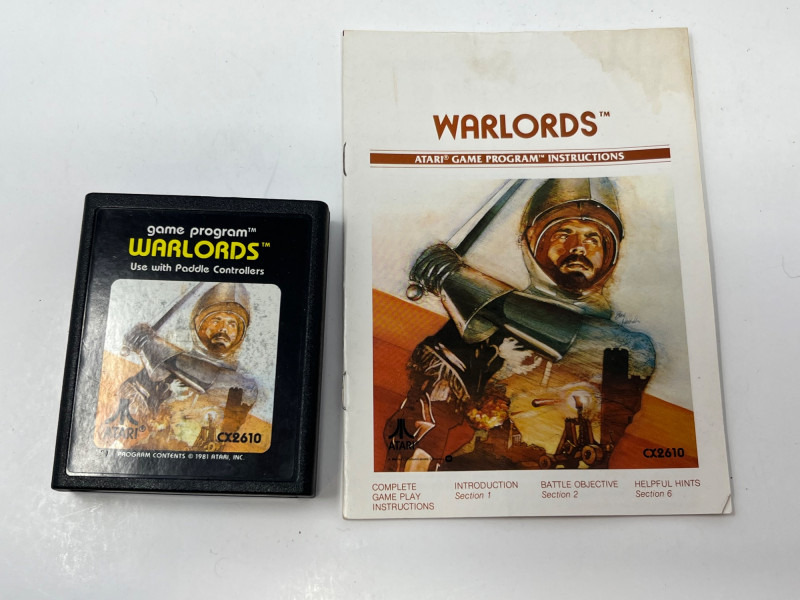 game program™
WARLORDS™
Use with Paddle Controllers
ATARI®
CX2610
PROGRAM CONTENTS © 1981 ATARI, INC.
WARLORDS™
ATARI® GAME PROGRAM™ INSTRUCTIONS
ATARI
CX2610
COMPLETE
GAME PLAY
INSTRUCTIONS
INTRODUCTION
Section 1
BATTLE OBJECTIVE
Section 2
HELPFUL HINTS
Section 6